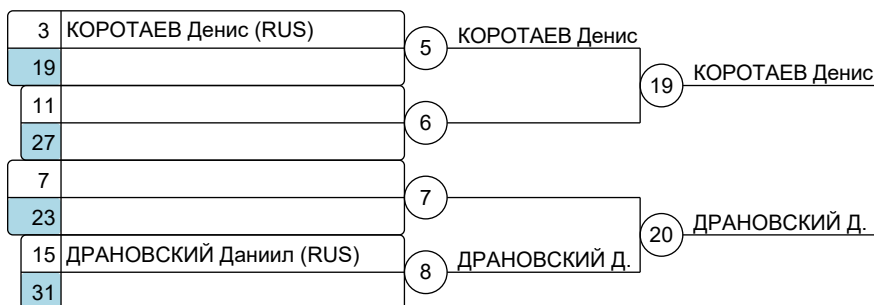 3 КОРОТАЕВ Денис (RUS)
5 КОРОТАЕВ Денис
19
19 КОРОТАЕВ Денис
11
6
27
7
7
23
20 ДРАНОВСКИЙ Д.
15 ДРАНОВСКИЙ Даниил (RUS)
8 ДРАНОВСКИЙ Д.
31